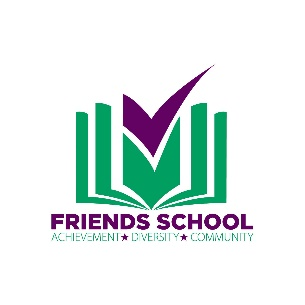 FRIENDS SCHOOL
ACHIEVEMENT★ DIVERSITY★ COMMUNITY